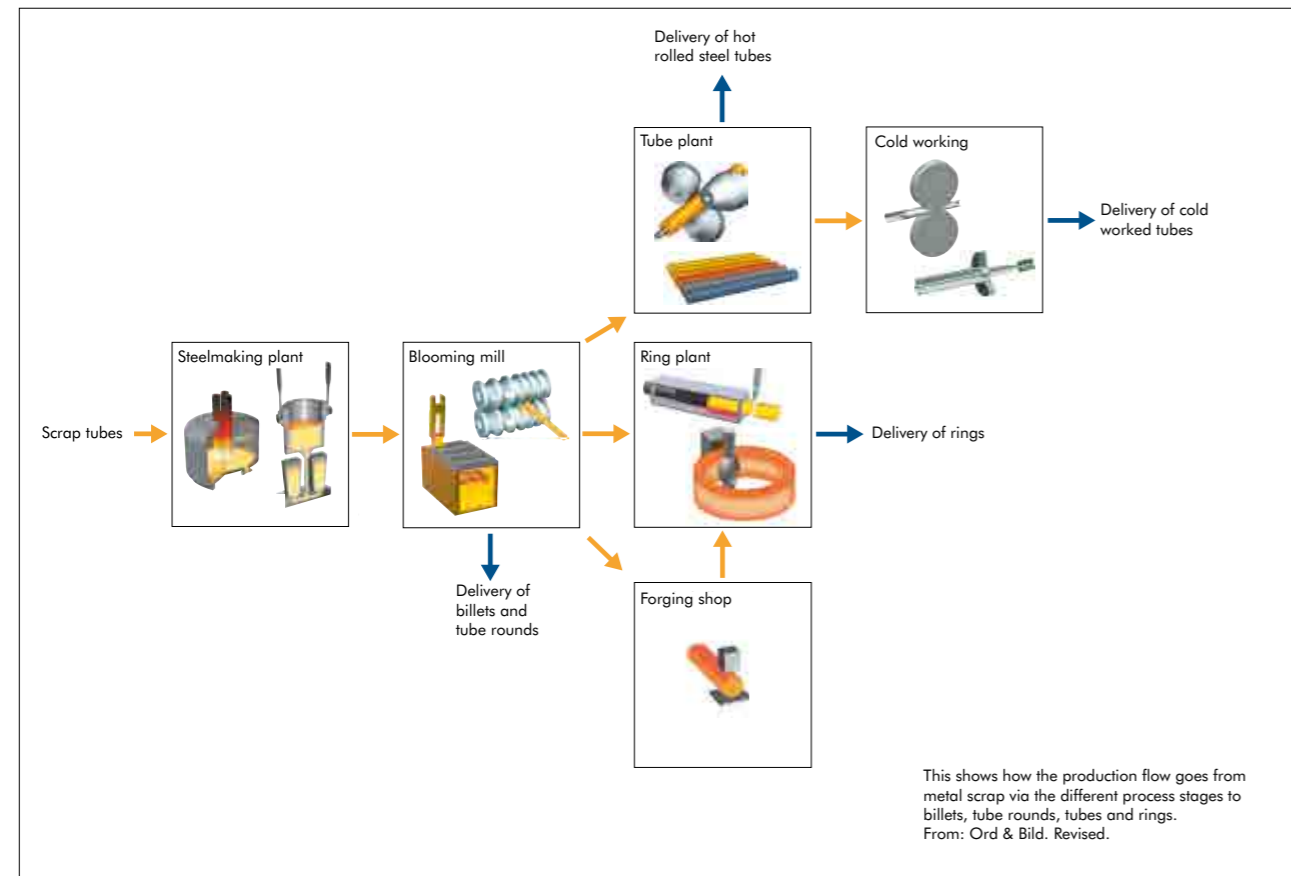 Delivery of hot
rolled steel tubes
Tube plant
Cold working
Delivery of cold
worked tubes
Steelmaking plant
Blooming mill
Ring plant
Scrap tubes
Delivery of rings
Delivery of
billets and
tube rounds
Forging shop
This shows how the production flow goes from
metal scrap via the different process stages to
billets, tube rounds, tubes and rings.
From: Ord & Bild. Revised.